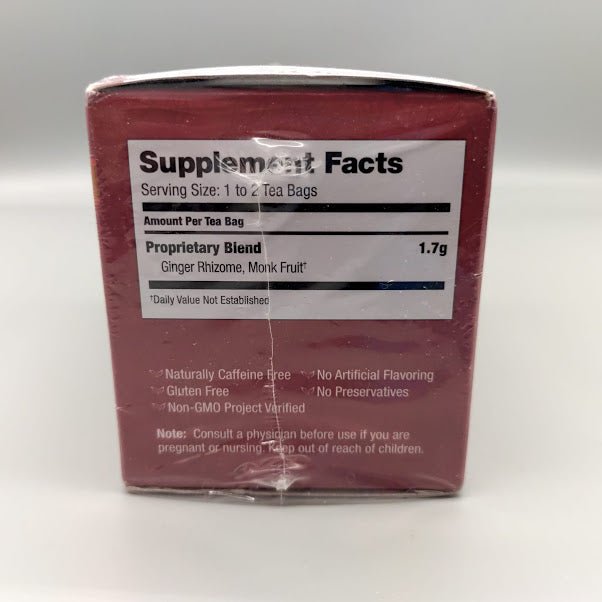 Supplement Facts
Serving Size: 1 to 2 Tea Bags
Amount Per Tea Bag
Proprietary Blend 1.7g
Ginger Rhizome, Monk Fruit†
†Daily Value Not Established
Naturally Caffeine Free No Artificial Flavoring
Gluten Free No Preservatives
Non-GMO Project Verified
Note: Consult a physician before use if you are
pregnant or nursing. Keep out of reach of children.